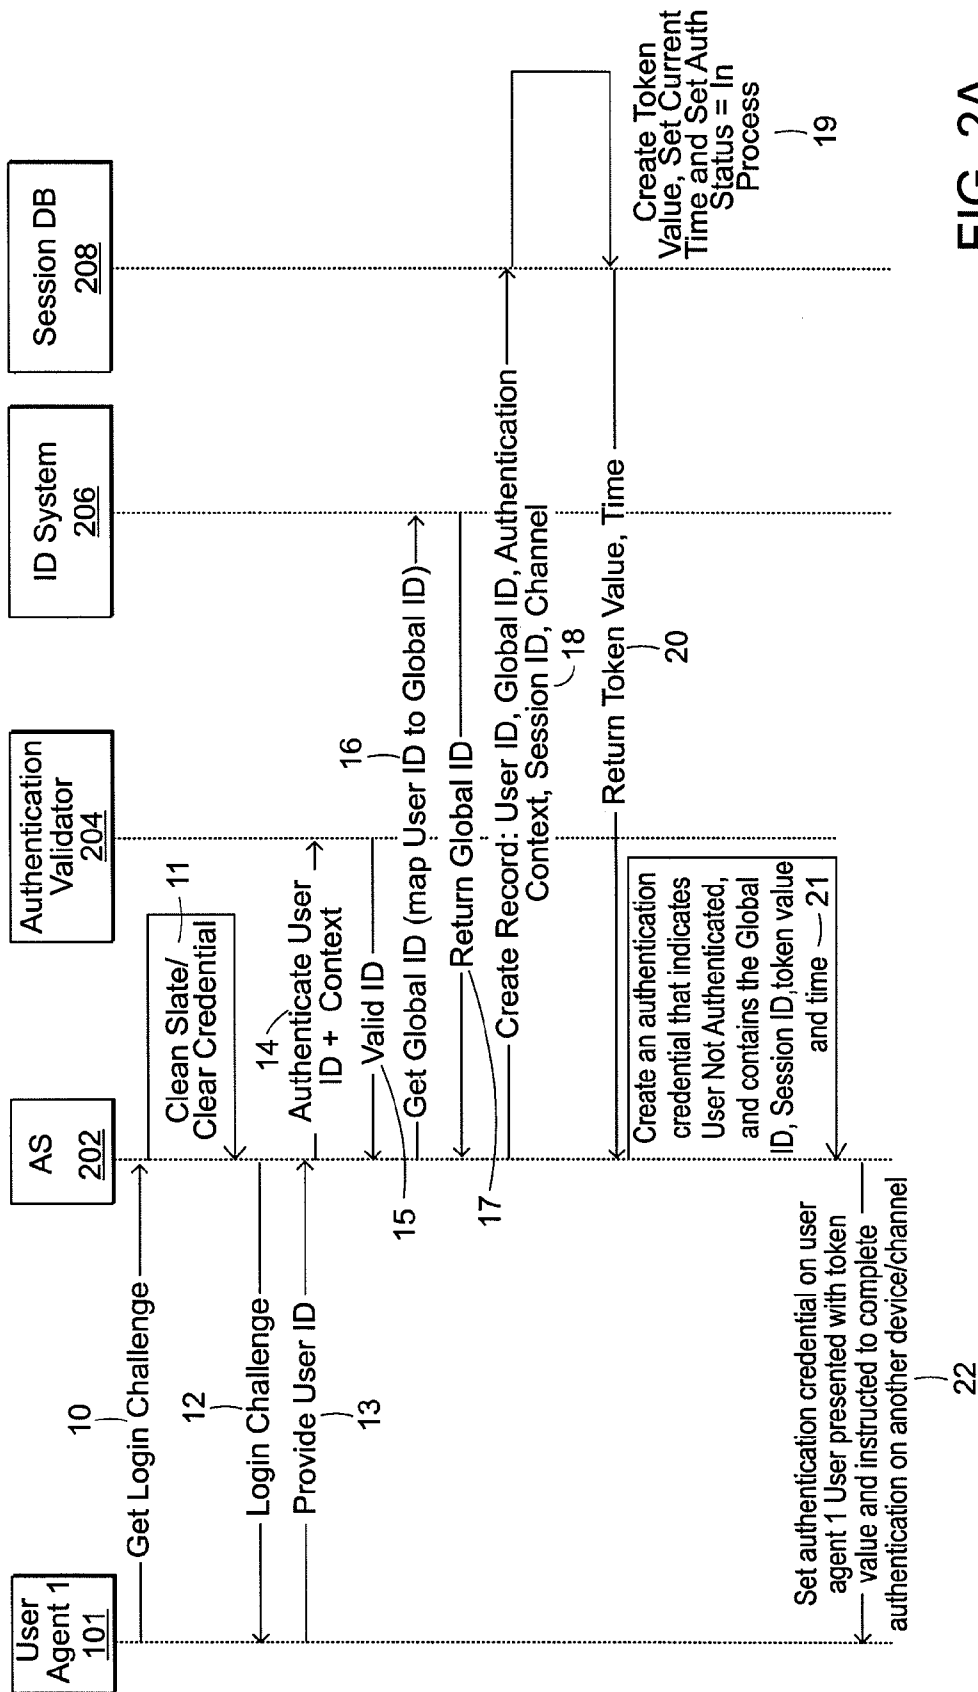 User
Agent 1
101
AS
202
Authentication
Validator
204
ID System
206
Session DB
208
10
Get Login Challenge
Clean Slate/
Clear Credential
11
12
Login Challenge
Provide User ID
13
14
Authenticate User
ID + Context
Valid ID
15
16
Get Global ID (map User ID to Global ID)
Return Global ID
17
Create Record: User ID, Global ID, Authentication
Context, Session ID, Channel
18
Create Token
Value, Set Current
Time and Set Auth
Status = In
Process
19
Return Token Value, Time
20
Create an authentication
credential that indicates
User Not Authenticated,
and contains the Global
ID, Session ID,token value
and time
21
Set authentication credential on user
agent 1 User presented with token
value and instructed to complete
authentication on another device/channel
22